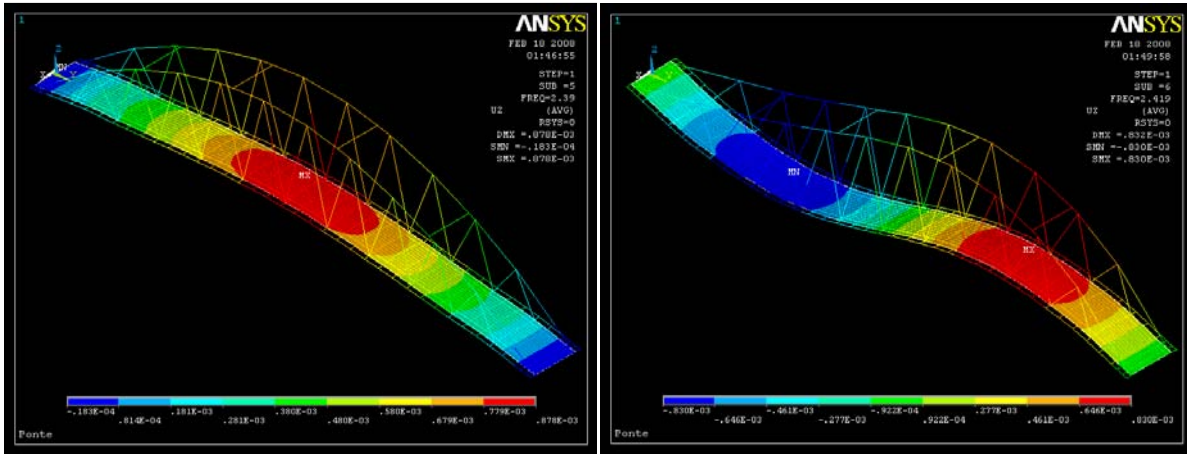 1
ANSYS
FEB 18 2008
01:46:55
STEP=1
SUB =5
FREQ=2.39
UZ (AVG)
RSYS=0
DMX =.878E-03
SMN =-.183E-04
SMX =.878E-03
Z
MN
X
Y
MX
-.183E-04 .181E-03 .380E-03 .580E-03 .779E-03
.814E-04 .281E-03 .480E-03 .679E-03 .878E-03
Ponte
1
ANSYS
FEB 18 2008
01:49:58
STEP=1
SUB =6
FREQ=2.419
UZ (AVG)
RSYS=0
DMX =.832E-03
SMN =-.830E-03
SMX =.830E-03
Z
X
MN
MX
-.830E-03 -.461E-03 -.922E-04 .277E-03 .646E-03
-.646E-03 -.277E-03 .922E-04 .461E-03 .830E-03
Ponte